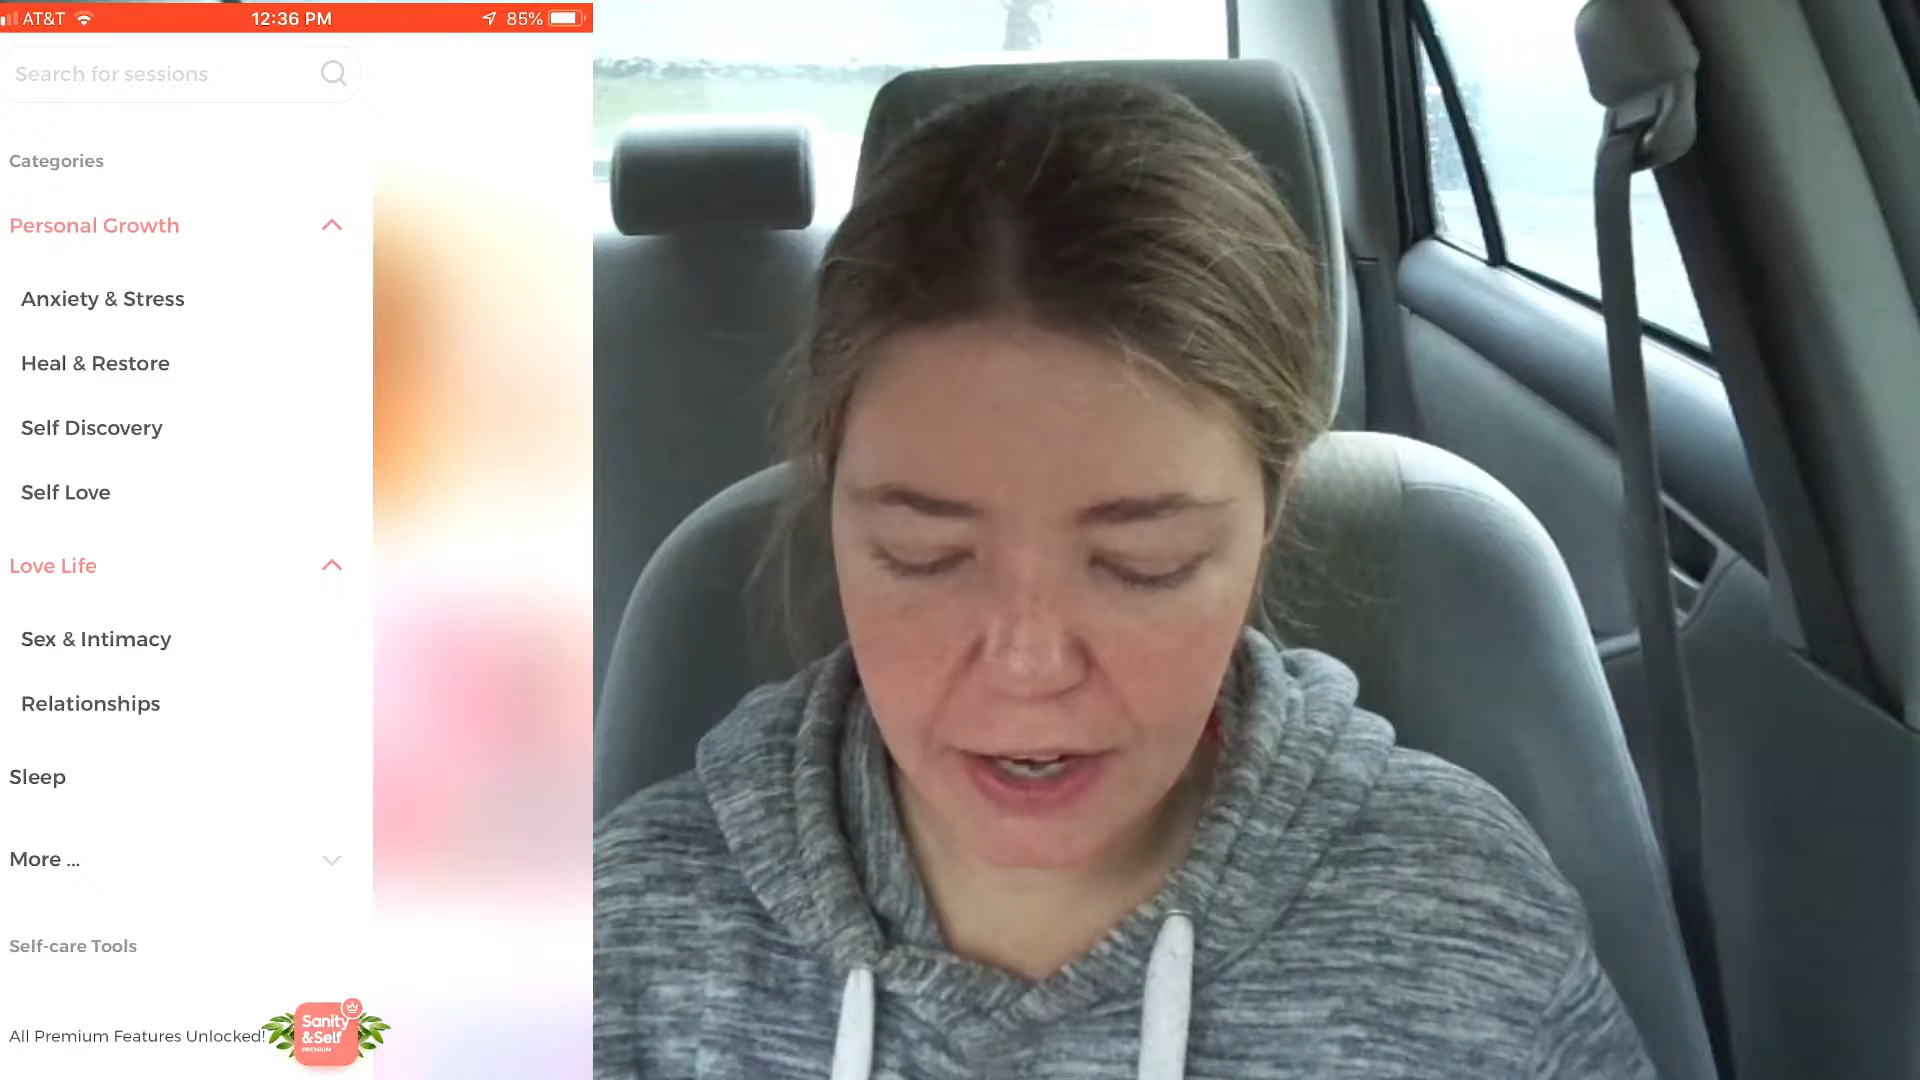 AT&T 12:36 PM 85%
Search for sessions
Categories
Personal Growth
Anxiety & Stress
Heal & Restore
Self Discovery
Self Love
Love Life
Sex & Intimacy
Relationships
Sleep
More ...
Self-care Tools
All Premium Features Unlocked!
Sanity
&Self
PREMIUM